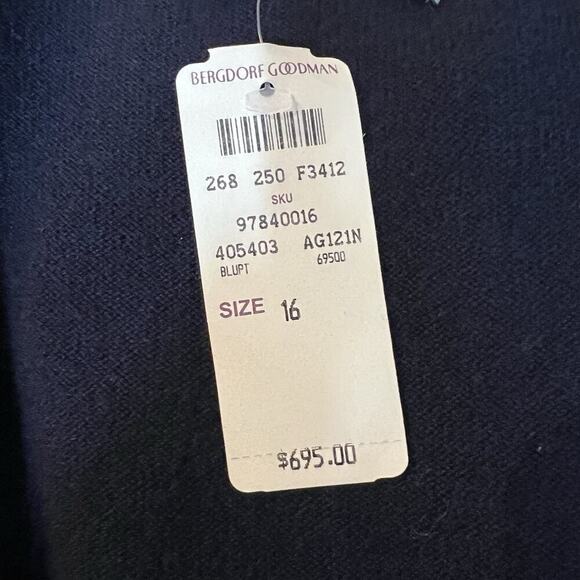 BERGDORF GOODMAN
268 250 F3412
SKU
97840016
405403 AG121N
BLUPT 69500
SIZE 16
$695.00